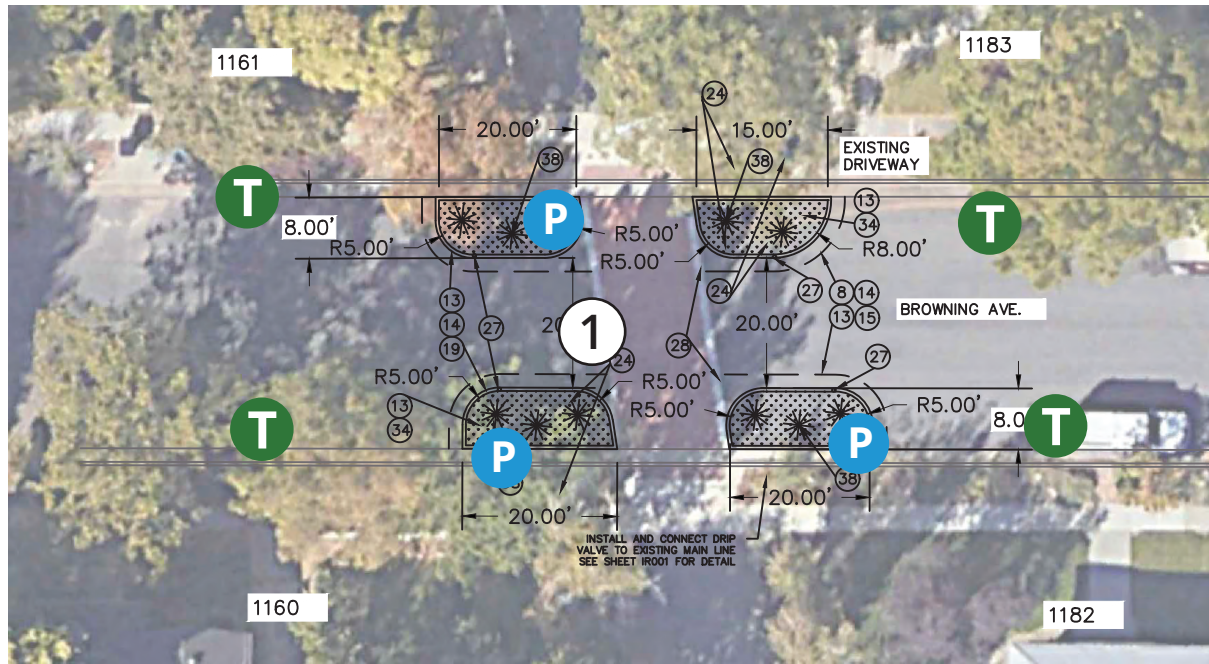 1161
1183
24
20.00'
15.00'
EXISTING
DRIVEWAY
38
38
T
8.00'
P
13
34
T
R5.00'
R5.00'
R5.00'
R8.00'
24
27
8
14
13
15
13
14
19
27
1
20.00'
BROWNING AVE.
28
24
27
R5.00'
R5.00'
R5.00'
R5.00'
13
34
T
P
P
8.0
T
38
20.00'
20.00'
INSTALL AND CONNECT DRIP
VALVE TO EXISTING MAIN LINE
SEE SHEET IR001 FOR DETAIL
1160
1182